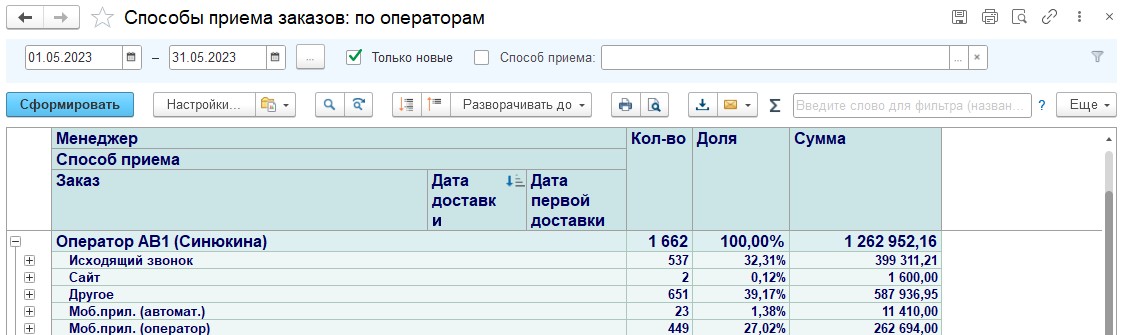 Способы приема заказов: по операторам
01.05.2023 – 31.05.2023 ... Только новые Способ приема: ... ×
Сформировать Настройки... Разворачивать до Σ Введите слово для фильтра (назван... ? Еще
Менеджер Кол-во Доля Сумма
Способ приема
Заказ Дата доставк и Дата первой доставки
Оператор АВ1 (Синюкина) 1 662 100,00% 1 262 952,16
Исходящий звонок 537 32,31% 399 311,21
Сайт 2 0,12% 1 600,00
Другое 651 39,17% 587 936,95
Моб.прил. (автомат.) 23 1,38% 11 410,00
Моб.прил. (оператор) 449 27,02% 262 694,00